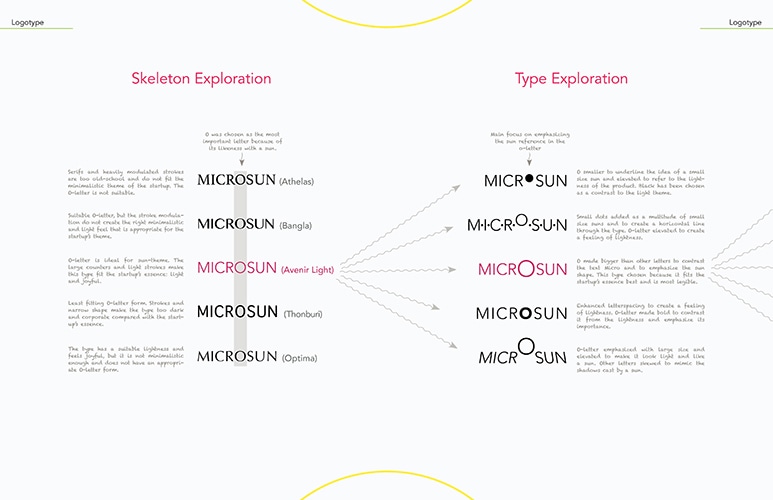 Logotype
Logotype
Skeleton Exploration
O was chosen as the most
important letter because of
its likeness with a sun.
Serifs and heavily modulated strokes
are too old-school and do not fit the
minimalistic theme of the startup. The
O-letter is not suitable.
MICROSUN (Athelas)
Suitable O-letter, but the stroke modula-
tion do not create the right minimalistic
and light feel that is appropriate for the
startup's theme.
MICROSUN (Bangla)
O-letter is ideal for sun-theme. The
large counters and light strokes make
this type fit the startup's essence: light
and joyful.
MICROSUN (Avenir Light)
Least fitting O-letter form. Strokes and
narrow shape make the type too dark
and corporate compared with the start-
up's essence.
MICROSUN (Thonburi)
The type has a suitable lightness and
feels joyful, but it is not minimalistic
enough and does not have an appropri-
ate O-letter form.
MICROSUN (Optima)
Type Exploration
Main focus on emphasizing
the sun reference in the
O-letter
MICR●SUN
O smaller to underline the idea of a small
size sun and elevated to refer to the light-
ness of the product. Black has been chosen
as a contrast to the light theme.
M·I·C·R·O·S·U·N
Small dots added as a multitude of small
size suns and to create a horizontal line
through the type. O-letter elevated to create
a feeling of lightness.
MICROSUN
O made bigger than other letters to contrast
the text micro and to emphasize the sun
shape. This type chosen because it fits the
startup's essence best and is most legible.
MICROSUN
Enhanced letterspacing to create a feeling
of lightness. O-letter made bold to contrast
it from the lightness and emphasize its
importance.
MICROSUN
O-letter emphasized with large size and
elevated to make it look light and like
a sun. Other letters skewed to mimic the
shadows cast by a sun.